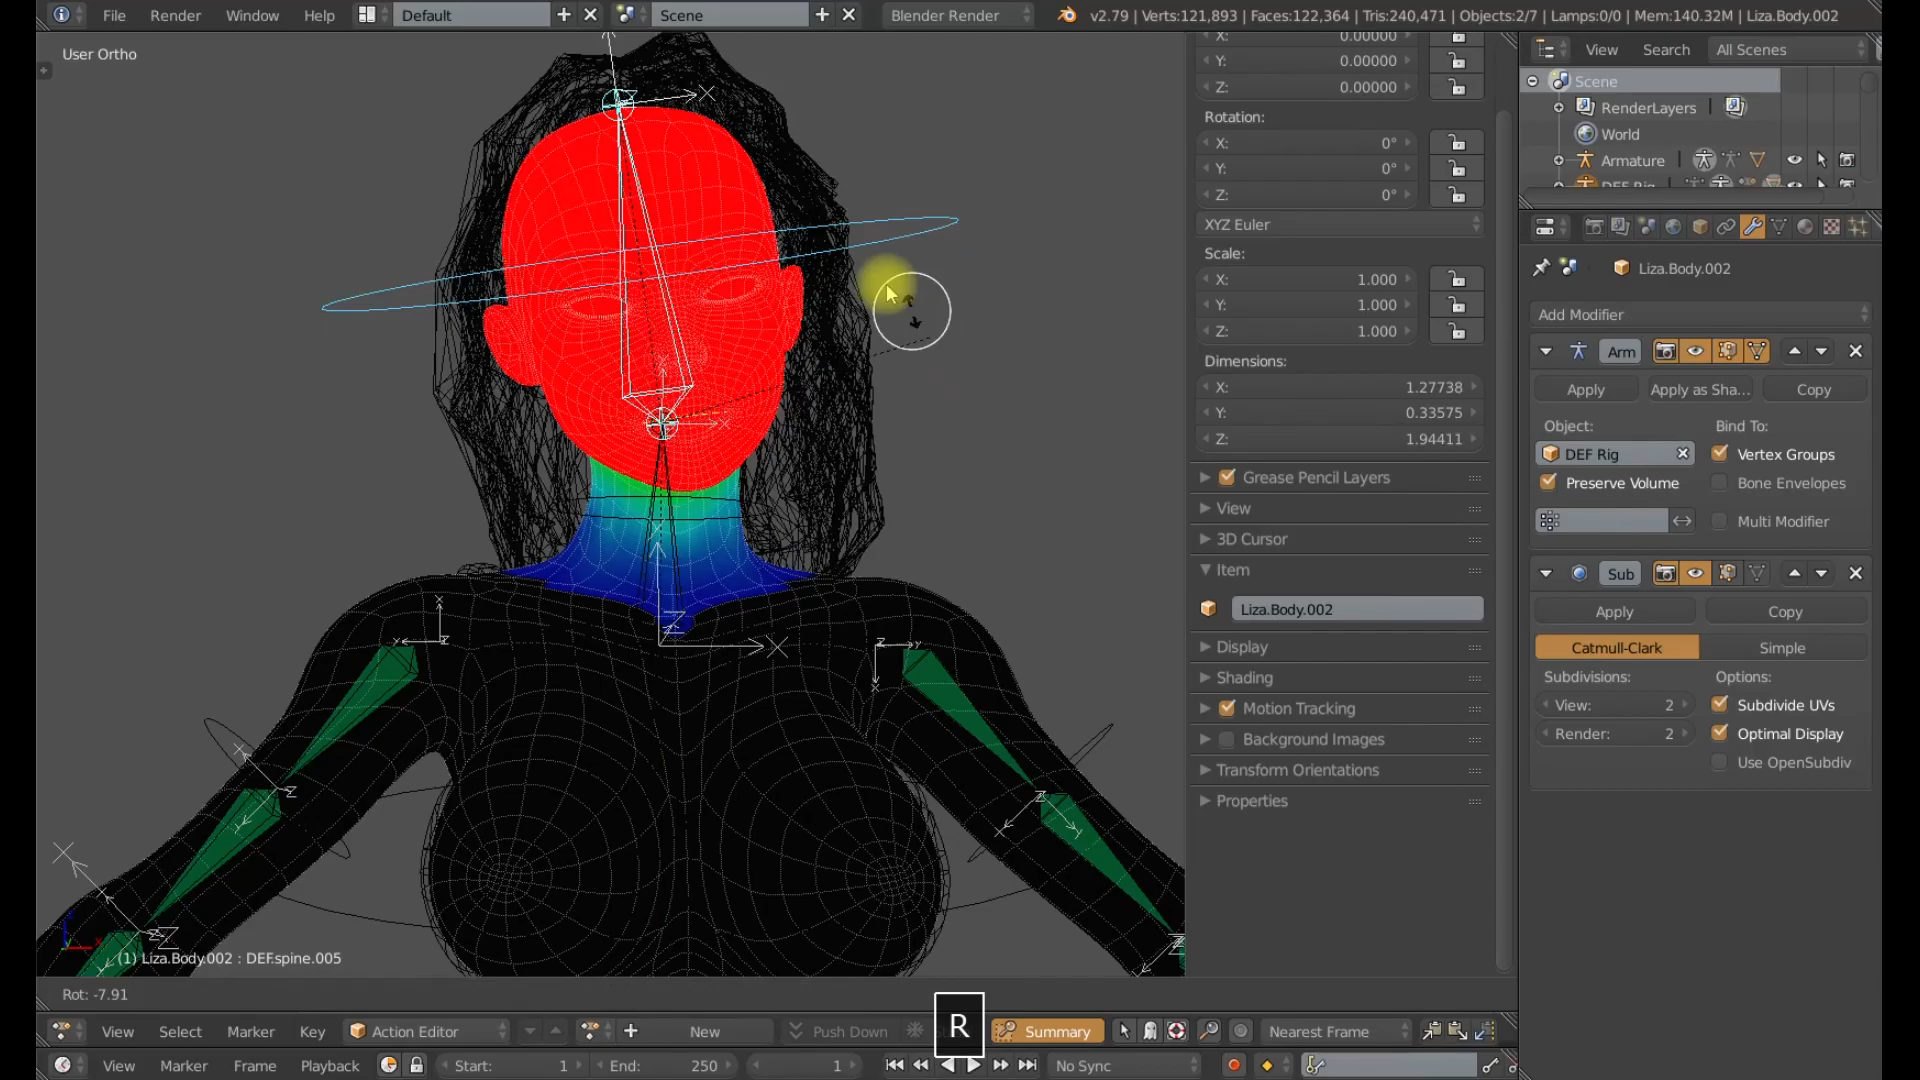 File Render Window Help Default Scene Blender Render v2.79 | Verts:121,893 | Faces:122,364 | Tris:240,471 | Objects:2/7 | Lamps:0/0 | Mem:140.32M | Liza.Body.002
User Ortho
X: 0.00000
Y: 0.00000
Z: 0.00000
Rotation:
X: 0°
Y: 0°
Z: 0°
XYZ Euler
Scale:
X: 1.000
Y: 1.000
Z: 1.000
Dimensions:
X: 1.27738
Y: 0.33575
Z: 1.94411
Grease Pencil Layers
View
3D Cursor
Item
Liza.Body.002
Display
Shading
Motion Tracking
Background Images
Transform Orientations
Properties
View Search All Scenes
Scene
RenderLayers |
World
Armature |
DEF Rig
Liza.Body.002
Add Modifier
Arm
Apply Apply as Sha... Copy
Object: Bind To:
DEF Rig Vertex Groups
Preserve Volume Bone Envelopes
Multi Modifier
Sub
Apply Copy
Catmull-Clark Simple
Subdivisions: Options:
View: 2 Subdivide UVs
Render: 2 Optimal Display
Use OpenSubdiv
(1) Liza.Body.002 : DEF.spine.005
Rot: -7.91
R
View Select Marker Key Action Editor New Push Down Summary Nearest Frame
View Marker Frame Playback Start: 1 End: 250 1 No Sync